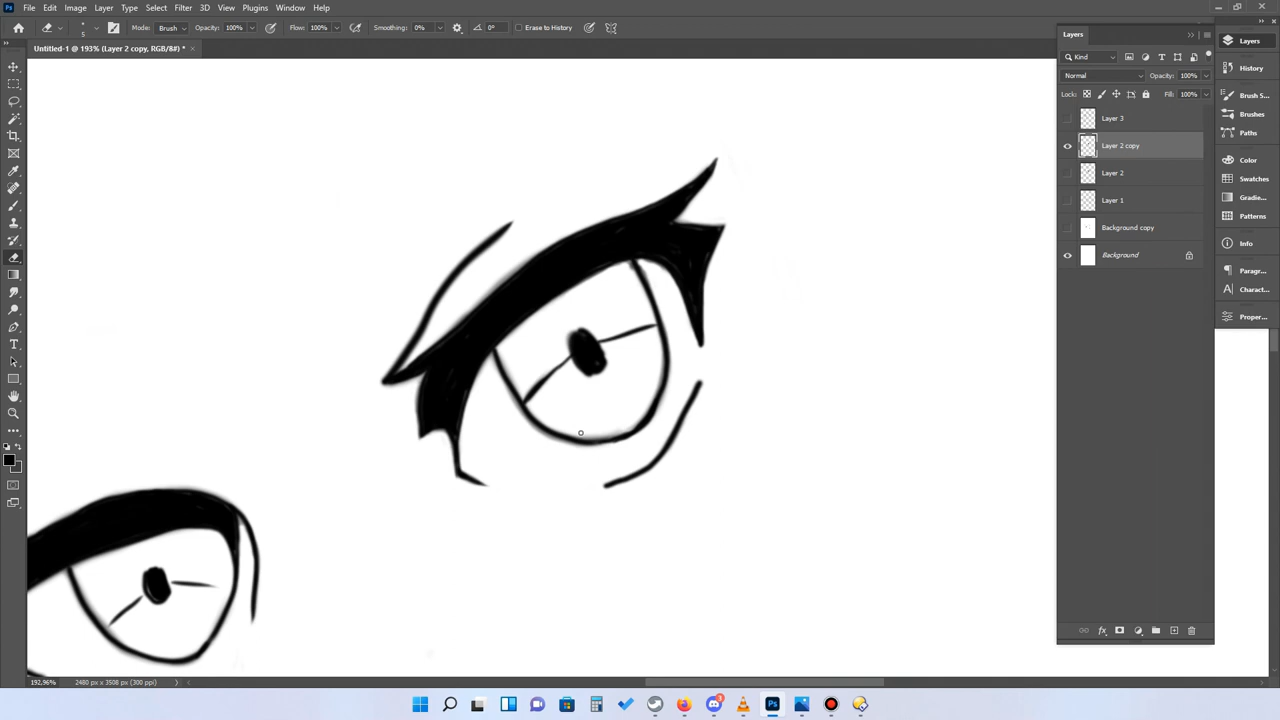 File Edit Image Layer Type Select Filter 3D View Plugins Window Help
5 Mode: Brush Opacity: 100% Flow: 100% Smoothing: 0% 0° Erase to History
Untitled-1 @ 193% (Layer 2 copy, RGB/8#) *
Layers
Kind
Normal Opacity: 100%
Lock: Fill: 100%
Layer 3
Layer 2 copy
Layer 2
Layer 1
Background copy
Background
Layers
History
Brush S...
Brushes
Paths
Color
Swatches
Gradie...
Patterns
Info
Paragr...
Charact...
Proper...
192,96% 2480 px x 3508 px (300 ppi)